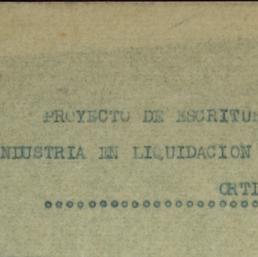 PROYECTO DE ESCRITU
NDUSTRIA EN LIQUIDACION
ORTI